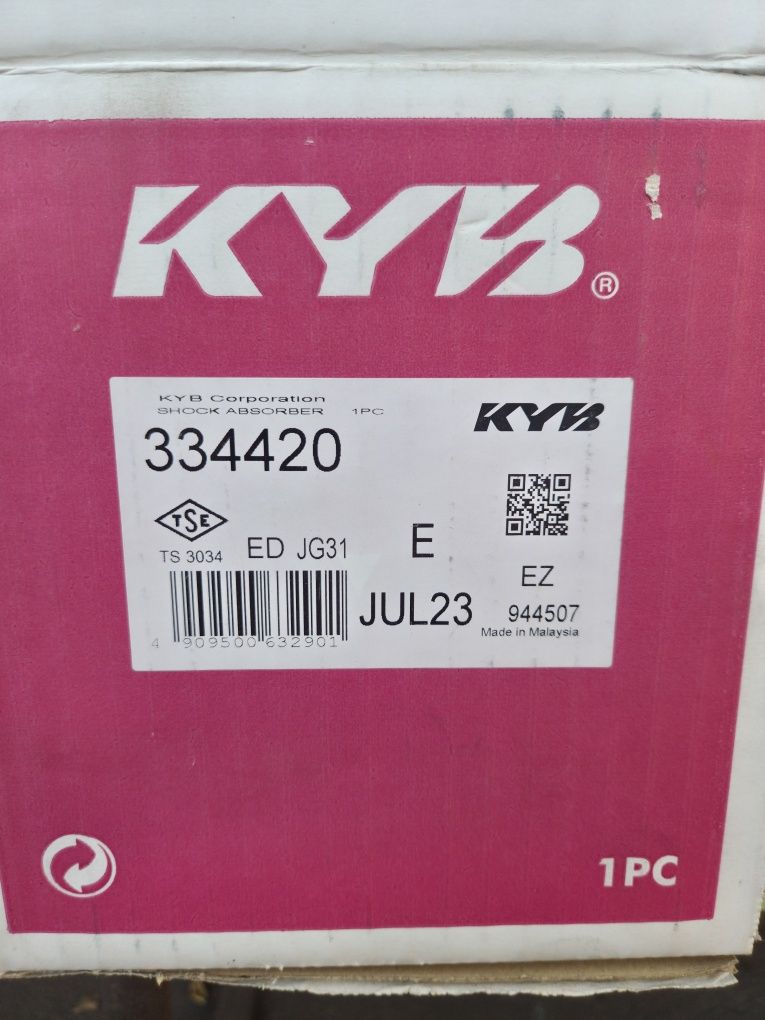 KYB®
KYB Corporation
SHOCK ABSORBER 1PC
KYB
334420
TSE
TS 3034
ED JG31
E
EZ
4 909500 632901
JUL23
944507
Made in Malaysia
1PC